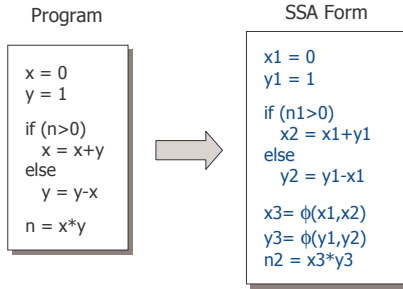 Program
x = 0
y = 1
if (n>0)
x = x+y
else
y = y-x
n = x*y
SSA Form
x1 = 0
y1 = 1
if (n1>0)
x2 = x1+y1
else
y2 = y1-x1
x3= ϕ(x1,x2)
y3= ϕ(y1,y2)
n2 = x3*y3